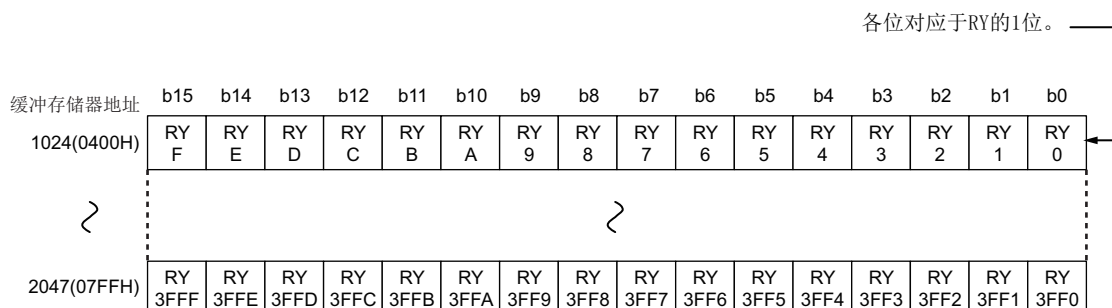 各位对应于RY的1位。
缓冲存储器地址 b15 b14 b13 b12 b11 b10 b9 b8 b7 b6 b5 b4 b3 b2 b1 b0
1024(0400H) RY F RY E RY D RY C RY B RY A RY 9 RY 8 RY 7 RY 6 RY 5 RY 4 RY 3 RY 2 RY 1 RY 0
2047(07FFH) RY 3FFF RY 3FFE RY 3FFD RY 3FFC RY 3FFB RY 3FFA RY 3FF9 RY 3FF8 RY 3FF7 RY 3FF6 RY 3FF5 RY 3FF4 RY 3FF3 RY 3FF2 RY 3FF1 RY 3FF0